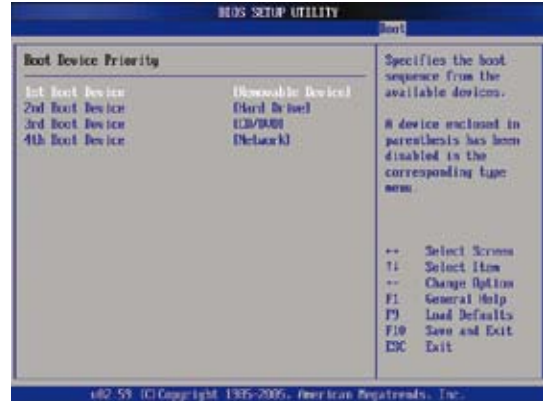 BIOS SETUP UTILITY
Boot
Boot Device Priority
1st Boot Device [Removable Device]
2nd Boot Device [Hard Drive]
3rd Boot Device [CD/DVD]
4th Boot Device [Network]
Specifies the boot
sequence from the
available devices.
A device enclosed in
parenthesis has been
disabled in the
corresponding type
menu.
↔ Select Screen
↑↓ Select Item
+- Change Option
F1 General Help
F9 Load Defaults
F10 Save and Exit
ESC Exit
v02.59 (C)Copyright 1985-2005, American Megatrends, Inc.